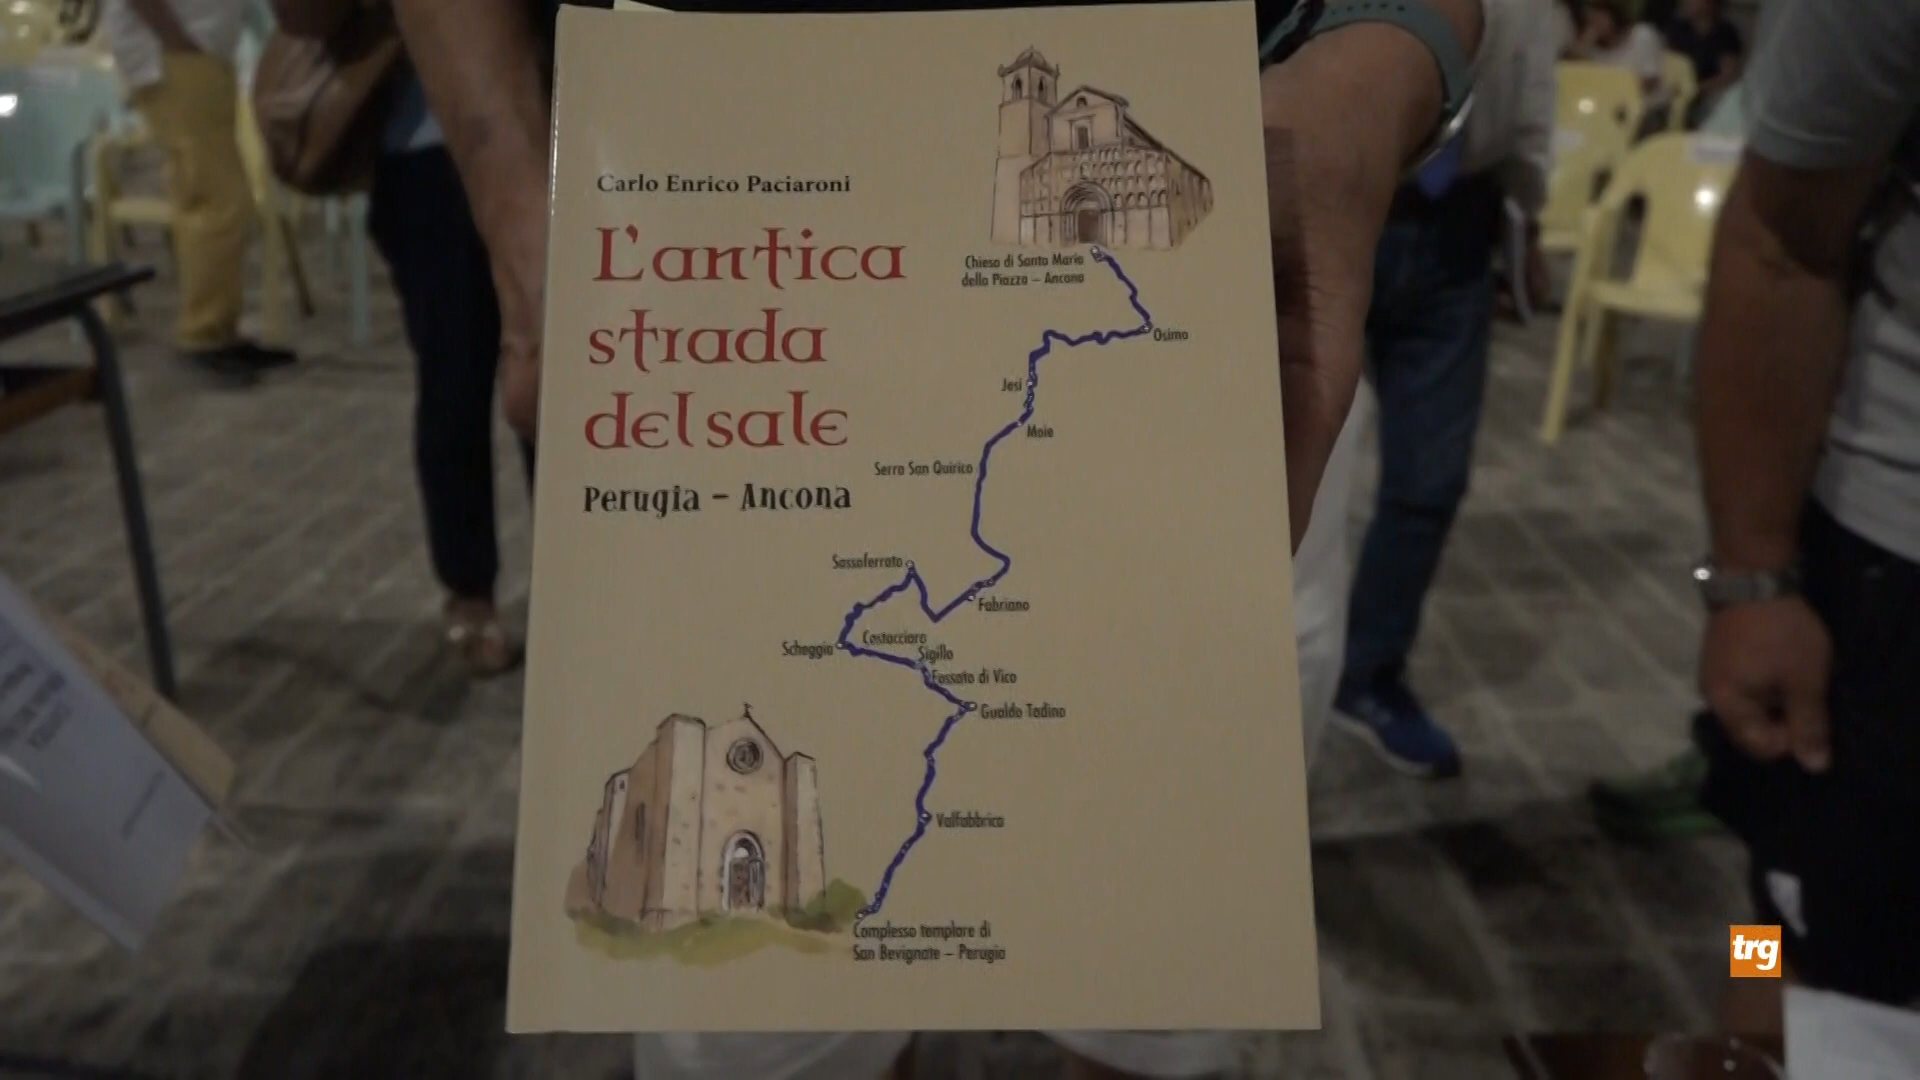 Carlo Enrico Paciaroni
L'antica
strada
del sale
Perugia – Ancona
Chiesa di Santa Maria
della Piazza – Ancona
Osimo
Jesi
Moie
Serra San Quirico
Sassoferrato
Fabriano
Costacciaro
Scheggia
Sigillo
Fossato di Vico
Gualdo Tadino
Valfabbrica
Complesso templare di
San Bevignate – Perugia
trg